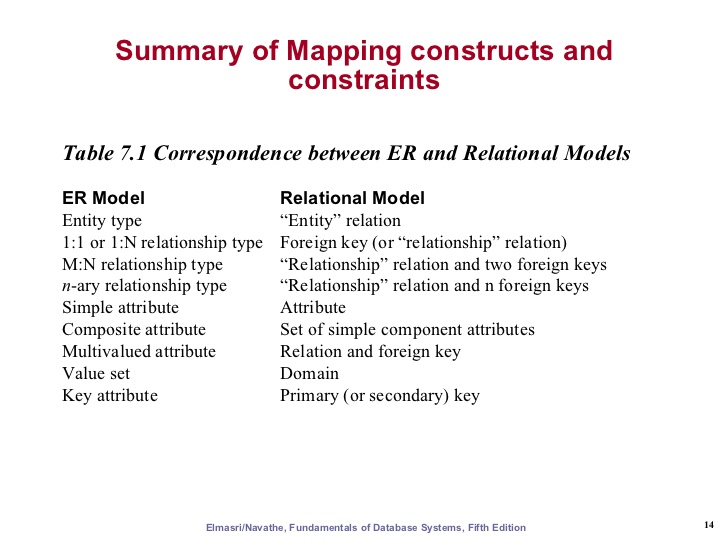 Summary of Mapping constructs and
constraints
Table 7.1 Correspondence between ER and Relational Models
ER Model Relational Model
Entity type “Entity” relation
1:1 or 1:N relationship type Foreign key (or “relationship” relation)
M:N relationship type “Relationship” relation and two foreign keys
n-ary relationship type “Relationship” relation and n foreign keys
Simple attribute Attribute
Composite attribute Set of simple component attributes
Multivalued attribute Relation and foreign key
Value set Domain
Key attribute Primary (or secondary) key
Elmasri/Navathe, Fundamentals of Database Systems, Fifth Edition 14